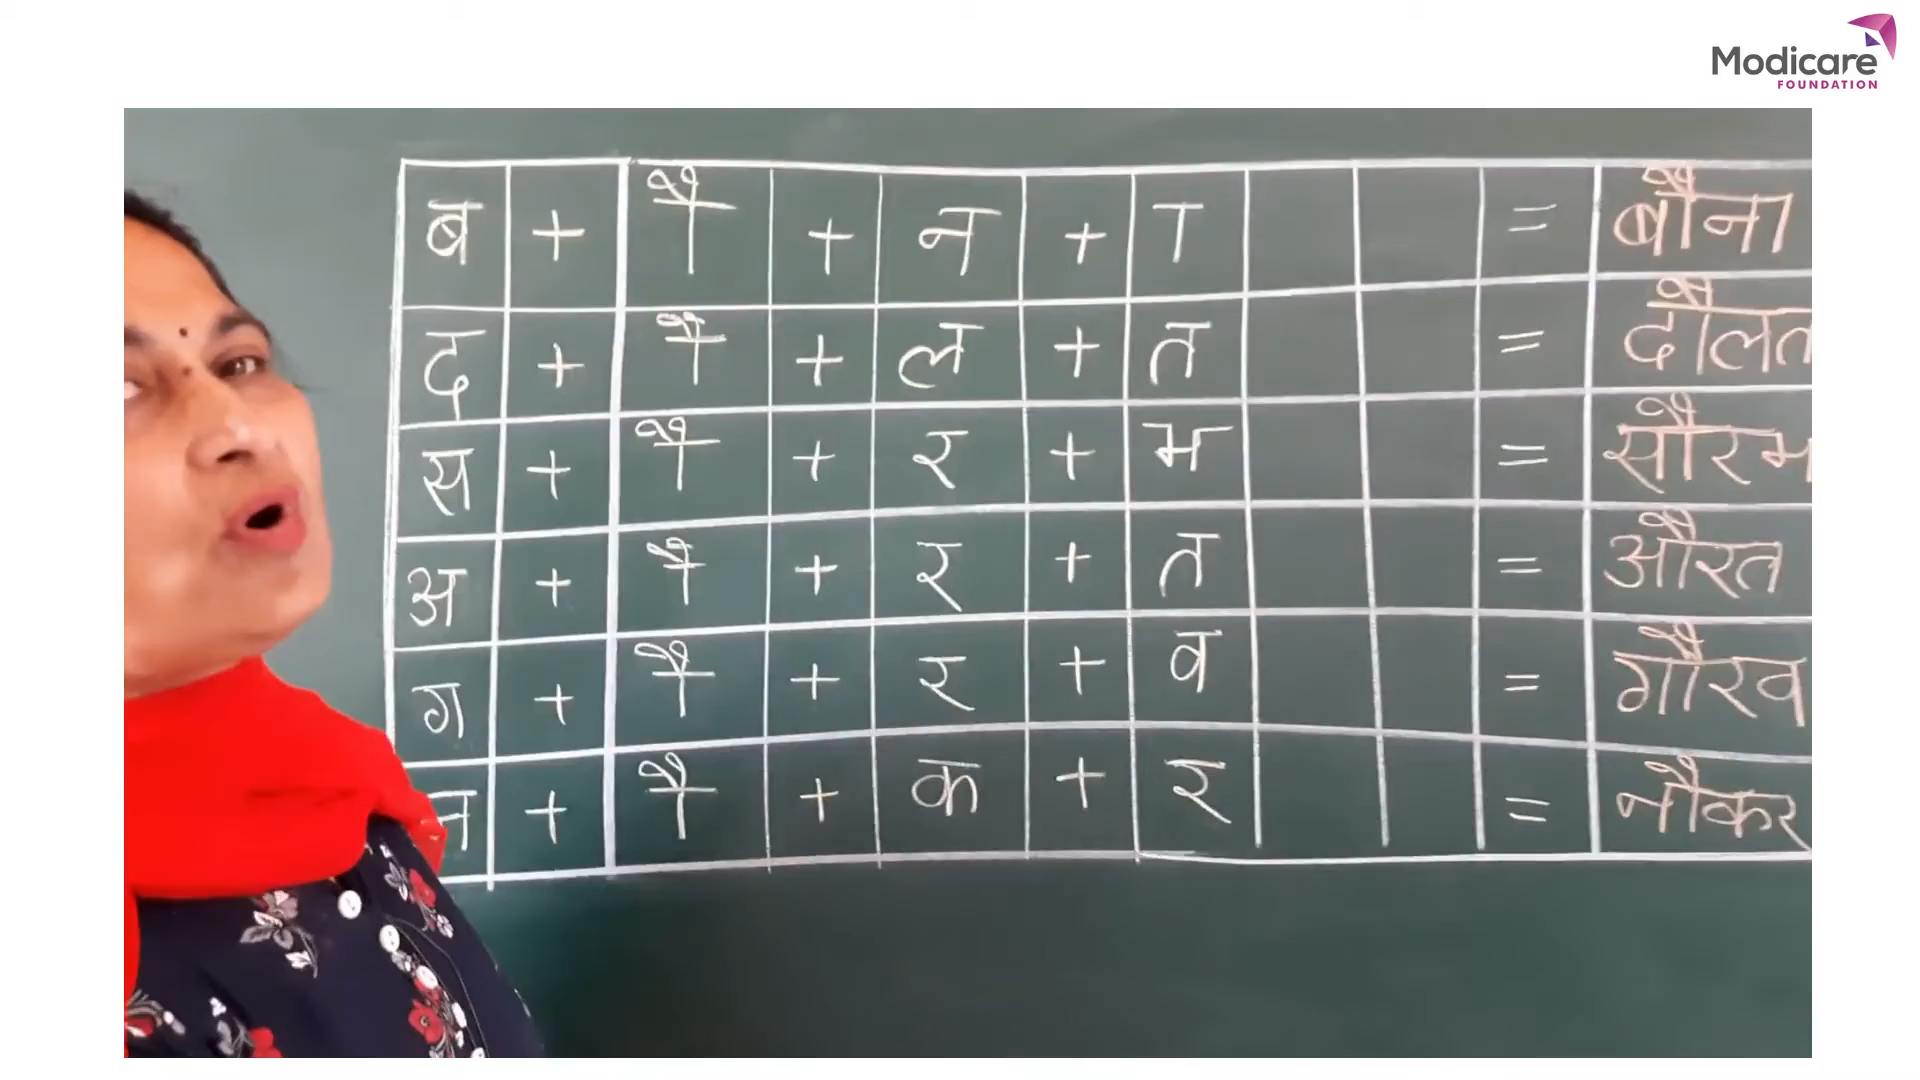 Modicare
FOUNDATION
ब + ौ + न + ा = बौना
द + ौ + ल + त = दौलत
स + ौ + र + भ = सौरभ
अ + ौ + र + त = औरत
ग + ौ + र + व = गौरव
न + ौ + क + र = नौकर